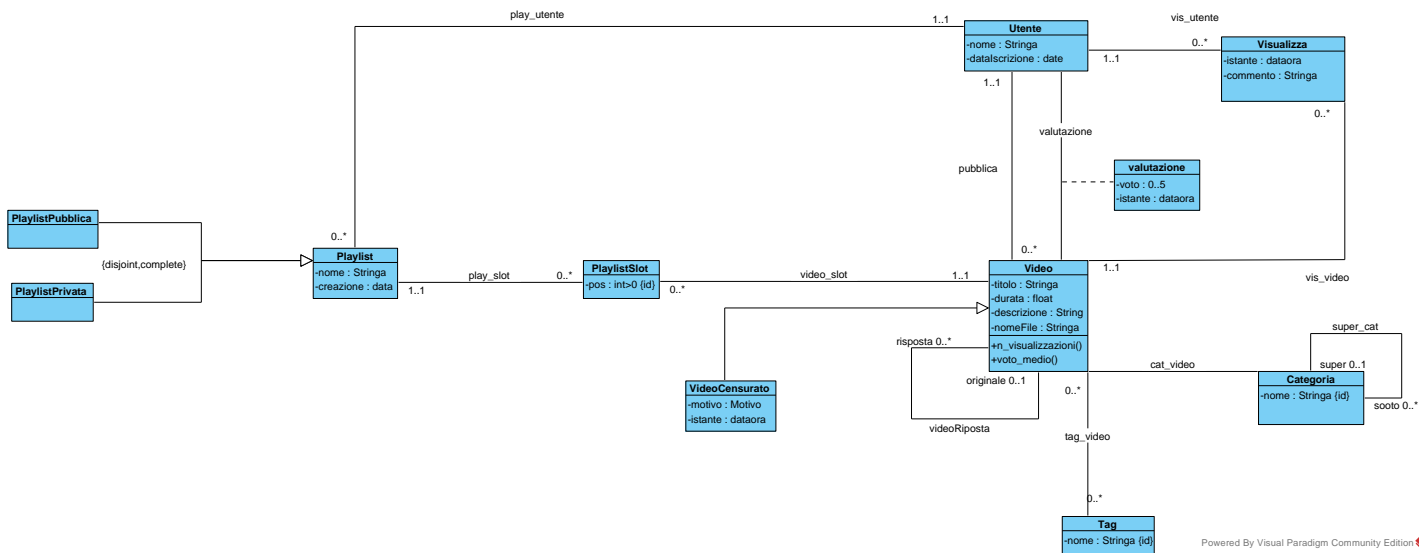 play_utente
1..1
Utente
-nome : Stringa
-dataIscrizione : date
vis_utente
0..*
1..1
Visualizza
-istante : dataora
-commento : Stringa
1..1
0..*
valutazione
pubblica
valutazione
-voto : 0..5
-istante : dataora
PlaylistPubblica
{disjoint,complete}
PlaylistPrivata
0..*
Playlist
-nome : Stringa
-creazione : data
play_slot
1..1
0..*
PlaylistSlot
-pos : int>0 {id}
0..*
video_slot
1..1
0..*
Video
-titolo : Stringa
-durata : float
-descrizione : String
-nomeFile : Stringa
+n_visualizzazioni()
+voto_medio()
1..1
vis_video
risposta 0..*
originale 0..1
videoRiposta
VideoCensurato
-motivo : Motivo
-istante : dataora
cat_video
super_cat
super 0..1
Categoria
-nome : Stringa {id}
sooto 0..*
0..*
tag_video
0..*
Tag
-nome : Stringa {id}
Powered By Visual Paradigm Community Edition